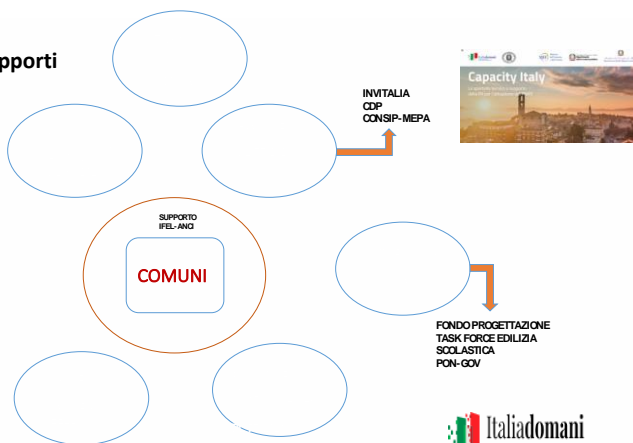 pporti
INVITALIA
CDP
CONSIP-MEPA
Capacity Italy
SUPPORTO
IFEL-ANCI
COMUNI
FONDO PROGETTAZIONE
TASK FORCE EDILIZIA
SCOLASTICA
PON-GOV
Italiadomani